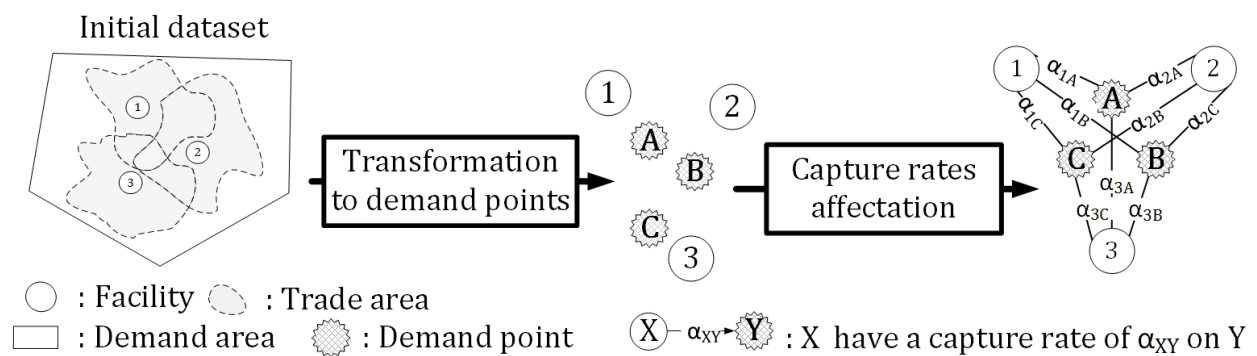 Initial dataset
1
2
3
Transformation
to demand points
1
2
A
B
C
3
Capture rates
affectation
1
2
α1A
α2A
A
α1C
α1B
α2B
α2C
C
B
α3A
α3C
α3B
3
: Facility
: Trade area
: Demand area
: Demand point
X αXY Y : X have a capture rate of αXY on Y